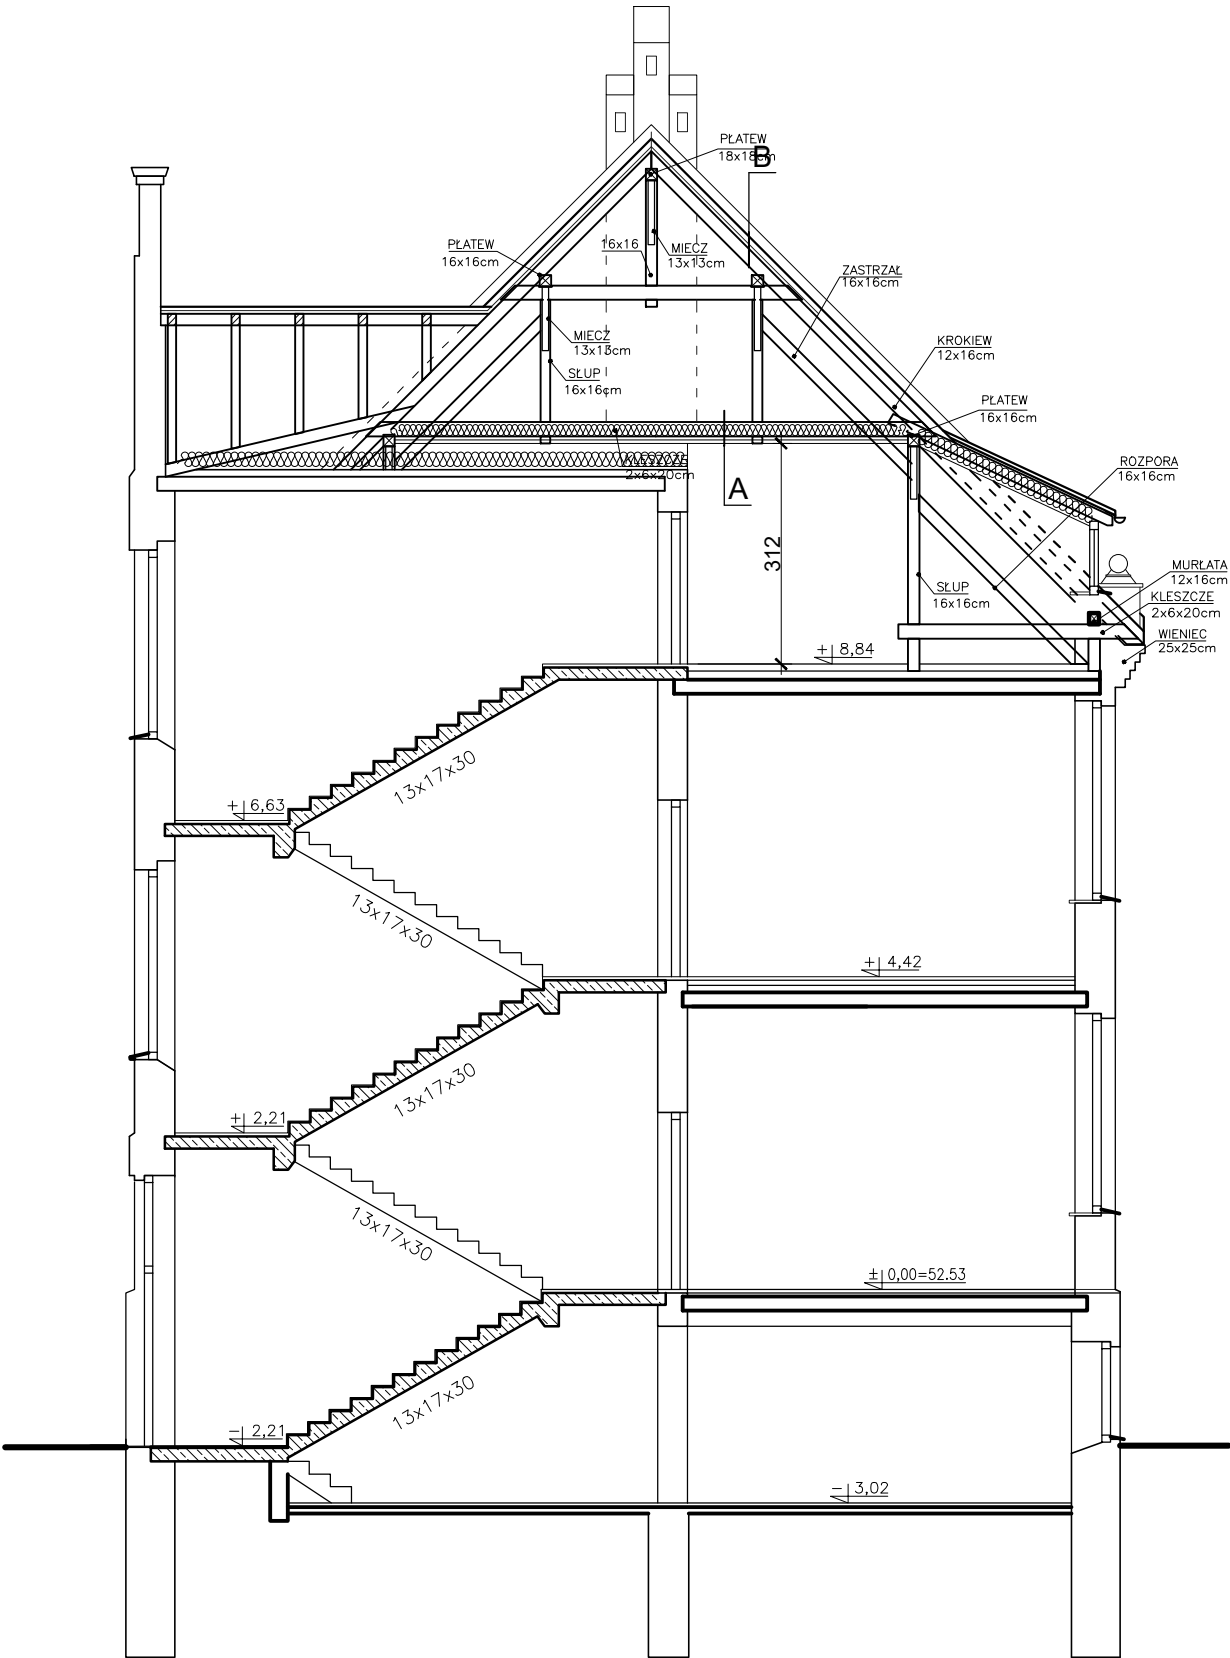 PŁATEW
18x18cm
B
PŁATEW
16x16cm
16x16
MIECZ
13x13cm
ZASTRZAŁ
16x16cm
MIECZ
13x13cm
KROKIEW
12x16cm
SŁUP
16x16cm
PŁATEW
16x16cm
KLESZCZE
2x6x20cm
A
ROZPORA
16x16cm
312
MURŁATA
12x16cm
SŁUP
16x16cm
KLESZCZE
2x6x20cm
WIENIEC
25x25cm
+ 8,84
13x17x30
+ 6,63
13x17x30
+ 4,42
13x17x30
+ 2,21
13x17x30
± 0,00=52.53
13x17x30
- 2,21
- 3,02